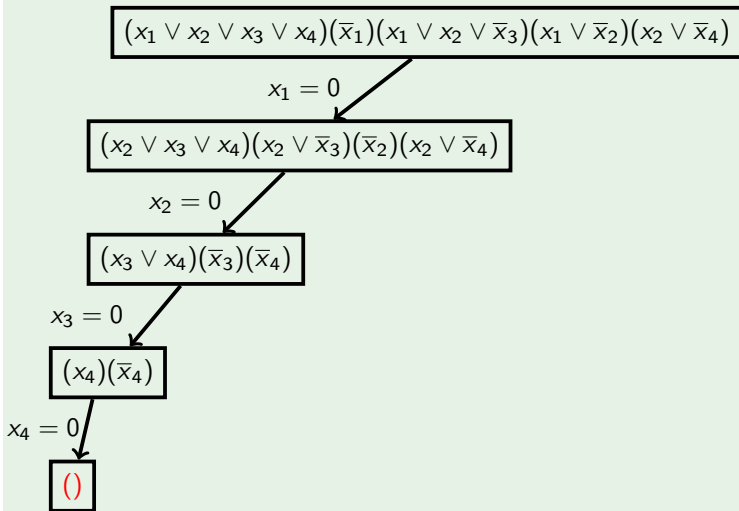 (x₁ ∨ x₂ ∨ x₃ ∨ x₄)(x̅₁)(x₁ ∨ x₂ ∨ x̅₃)(x₁ ∨ x̅₂)(x₂ ∨ x̅₄)
x₁ = 0
(x₂ ∨ x₃ ∨ x₄)(x₂ ∨ x̅₃)(x̅₂)(x₂ ∨ x̅₄)
x₂ = 0
(x₃ ∨ x₄)(x̅₃)(x̅₄)
x₃ = 0
(x₄)(x̅₄)
x₄ = 0
()